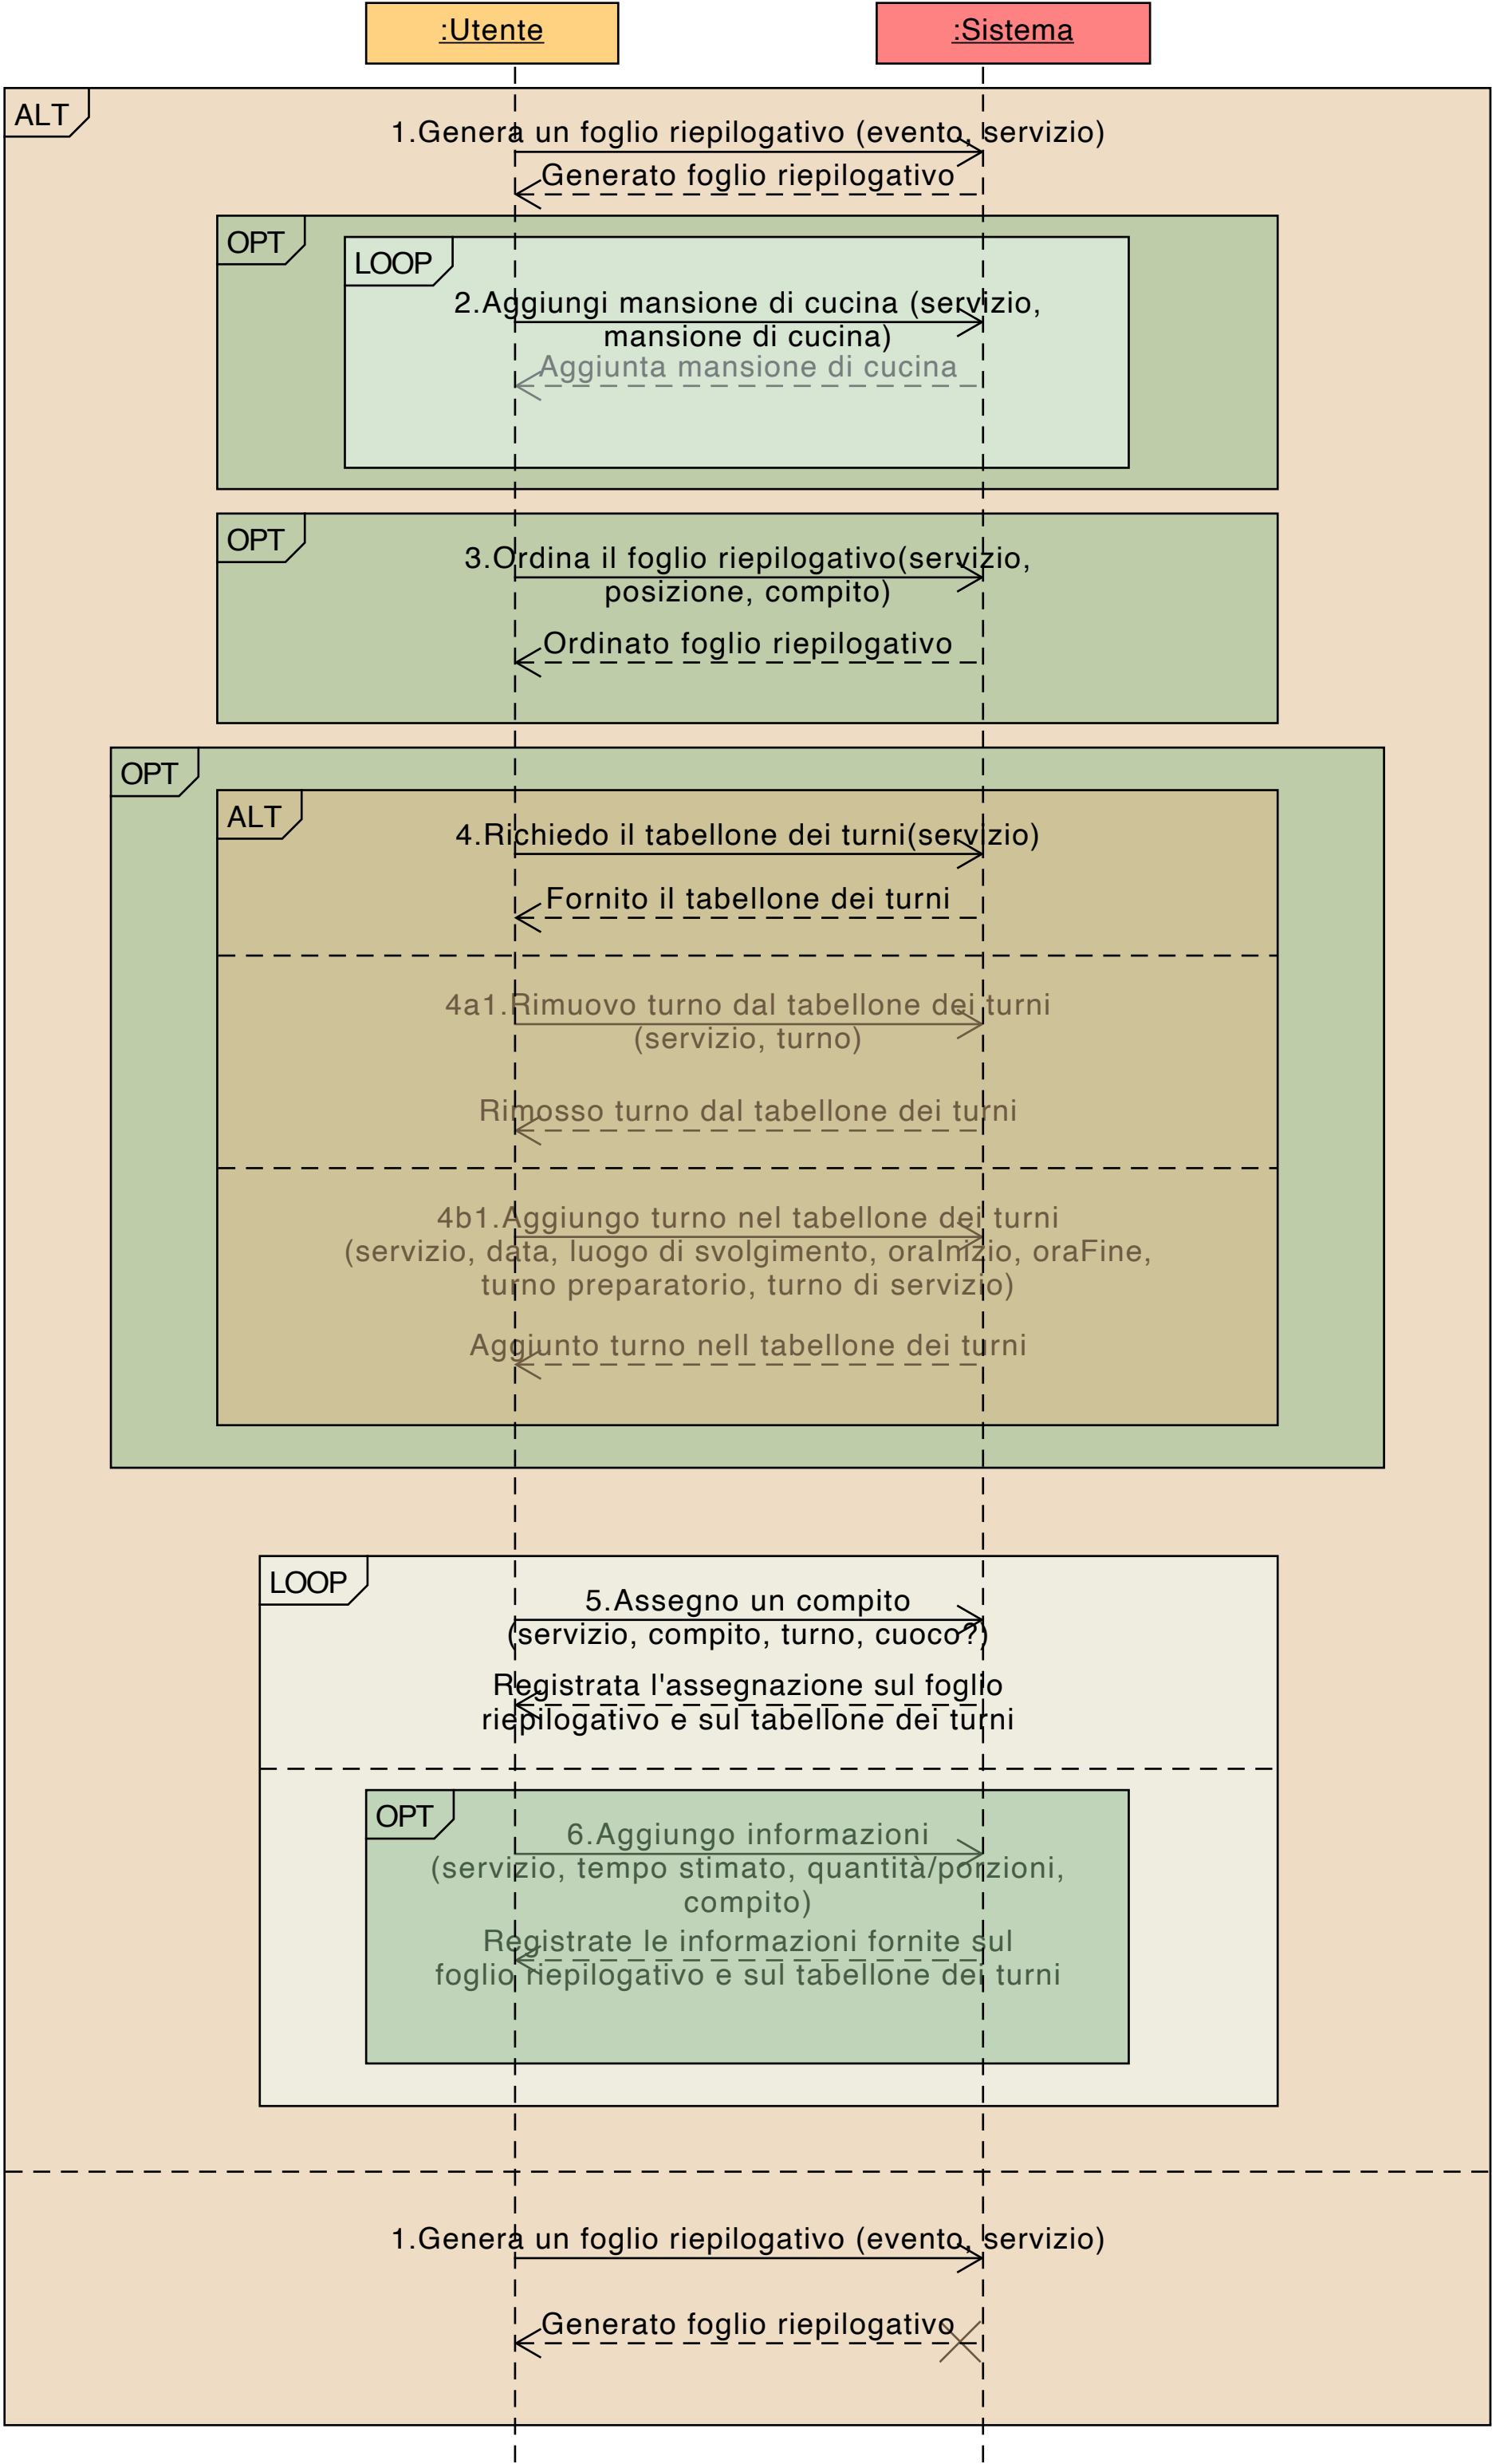 :Utente
:Sistema
ALT
1.Genera un foglio riepilogativo (evento, servizio)
Generato foglio riepilogativo
OPT
LOOP
2.Aggiungi mansione di cucina (servizio,
mansione di cucina)
Aggiunta mansione di cucina
OPT
3.Ordina il foglio riepilogativo(servizio,
posizione, compito)
Ordinato foglio riepilogativo
OPT
ALT
4.Richiedo il tabellone dei turni(servizio)
Fornito il tabellone dei turni
4a1.Rimuovo turno dal tabellone dei turni
(servizio, turno)
Rimosso turno dal tabellone dei turni
4b1.Aggiungo turno nel tabellone dei turni
(servizio, data, luogo di svolgimento, oraInizio, oraFine,
turno preparatorio, turno di servizio)
Aggiunto turno nell tabellone dei turni
LOOP
5.Assegno un compito
(servizio, compito, turno, cuoco?)
Registrata l'assegnazione sul foglio
riepilogativo e sul tabellone dei turni
OPT
6.Aggiungo informazioni
(servizio, tempo stimato, quantità/porzioni,
compito)
Registrate le informazioni fornite sul
foglio riepilogativo e sul tabellone dei turni
1.Genera un foglio riepilogativo (evento, servizio)
Generato foglio riepilogativo